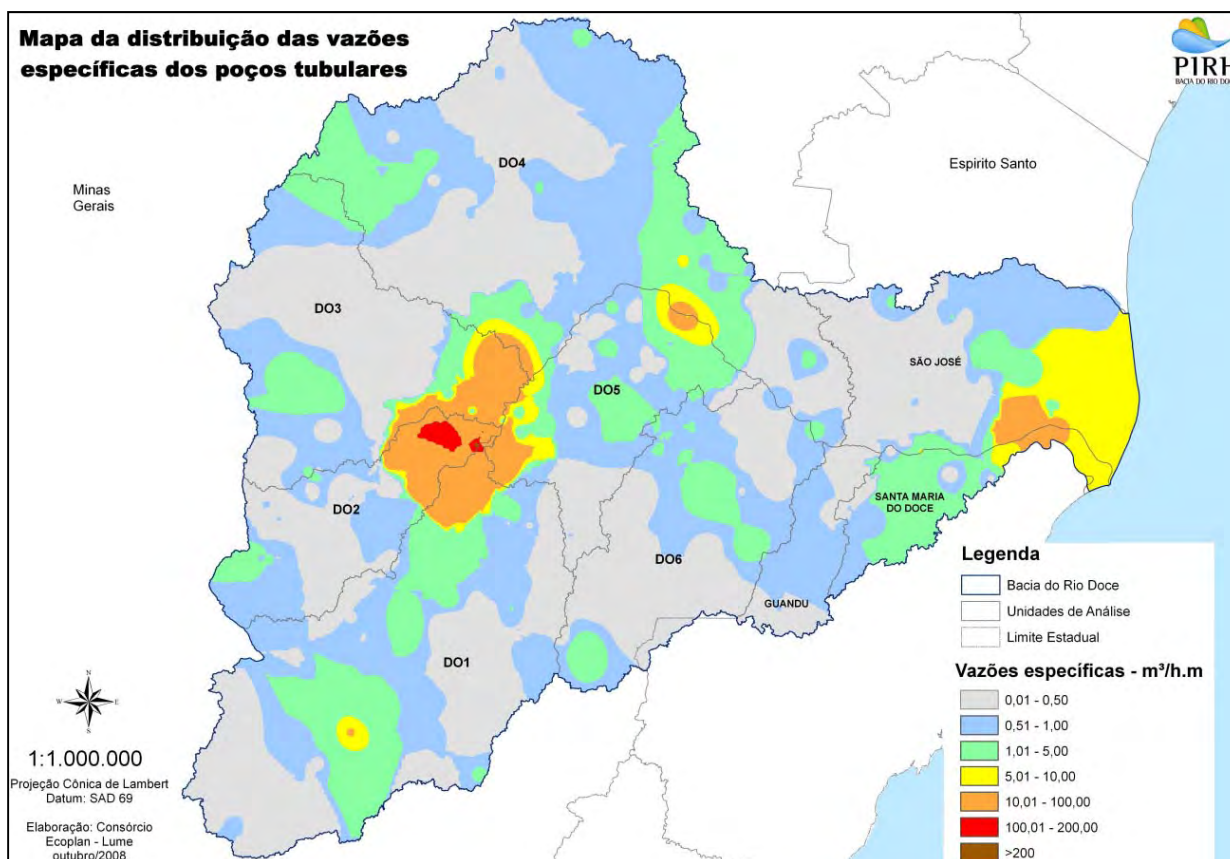 Mapa da distribuição das vazões
específicas dos poços tubulares
PIRH
BACIA DO RIO DOCE
Minas
Gerais
Espirito Santo
DO4
DO3
DO5
SÃO JOSÉ
DO2
SANTA MARIA
DO DOCE
DO6
GUANDU
DO1
N
W E
S
1:1.000.000
Projeção Cônica de Lambert
Datum: SAD 69
Elaboração: Consórcio
Ecoplan - Lume
outubro/2008
Legenda
Bacia do Rio Doce
Unidades de Análise
Limite Estadual
Vazões específicas - m³/h.m
0,01 - 0,50
0,51 - 1,00
1,01 - 5,00
5,01 - 10,00
10,01 - 100,00
100,01 - 200,00
>200